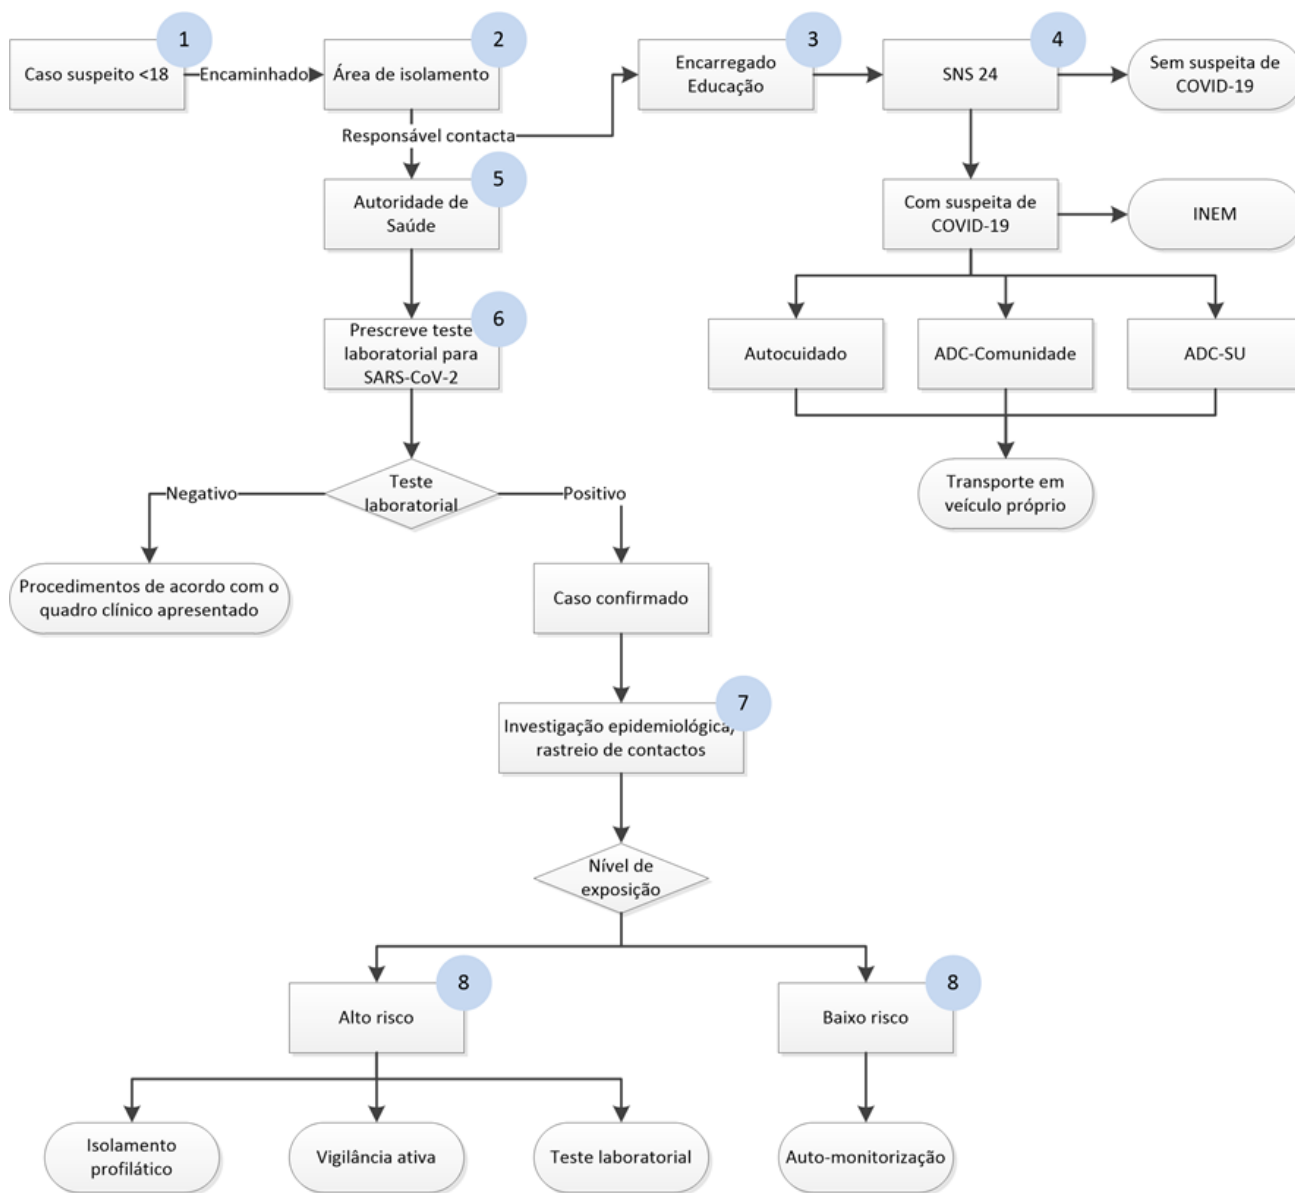 1
Caso suspeito <18
Encaminhado
2
Área de isolamento
3
Encarregado
Educação
4
SNS 24
Sem suspeita de
COVID-19
Responsável contacta
5
Autoridade de
Saúde
Com suspeita de
COVID-19
INEM
6
Prescreve teste
laboratorial para
SARS-CoV-2
Autocuidado
ADC-Comunidade
ADC-SU
Negativo
Teste
laboratorial
Positivo
Transporte em
veículo próprio
Procedimentos de acordo com o
quadro clínico apresentado
Caso confirmado
7
Investigação epidemiológica/
rastreio de contactos
Nível de
exposição
8
Alto risco
8
Baixo risco
Isolamento
profilático
Vigilância ativa
Teste laboratorial
Auto-monitorização